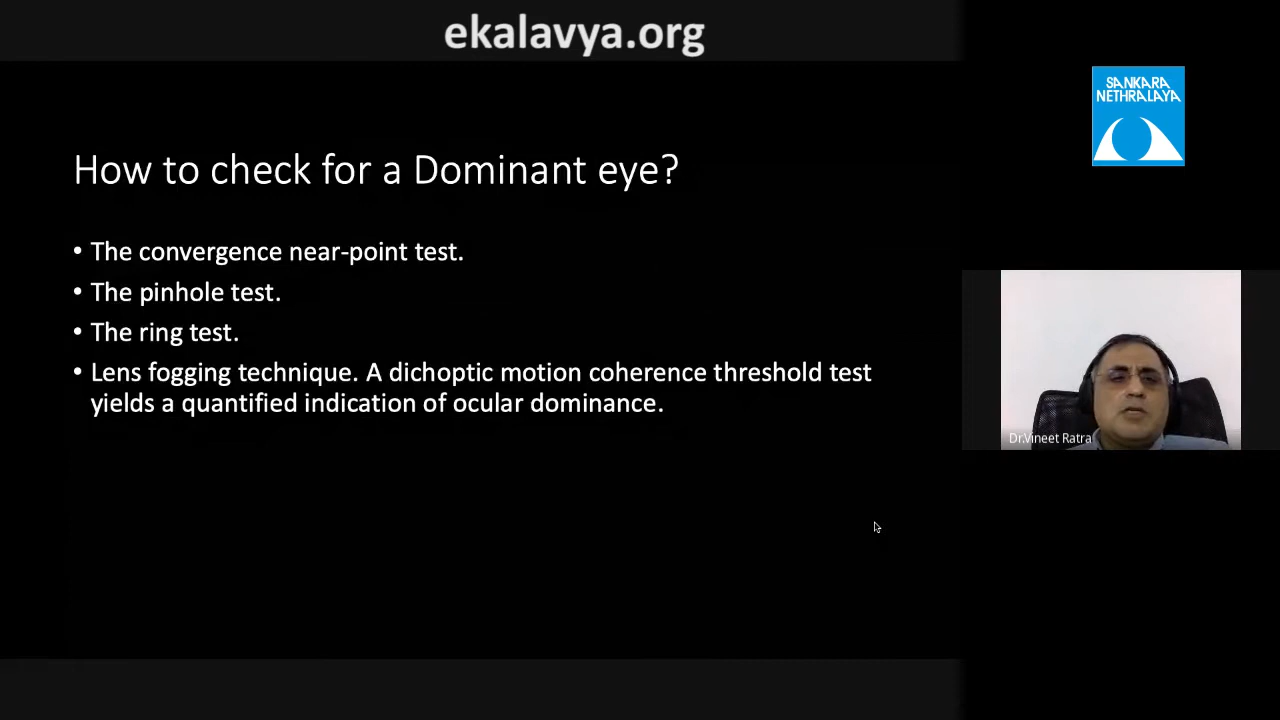 ekalavya.org
SANKARA
NETHRALAYA
How to check for a Dominant eye?
• The convergence near-point test.
• The pinhole test.
• The ring test.
• Lens fogging technique. A dichoptic motion coherence threshold test
yields a quantified indication of ocular dominance.
Dr.Vineet Ratra